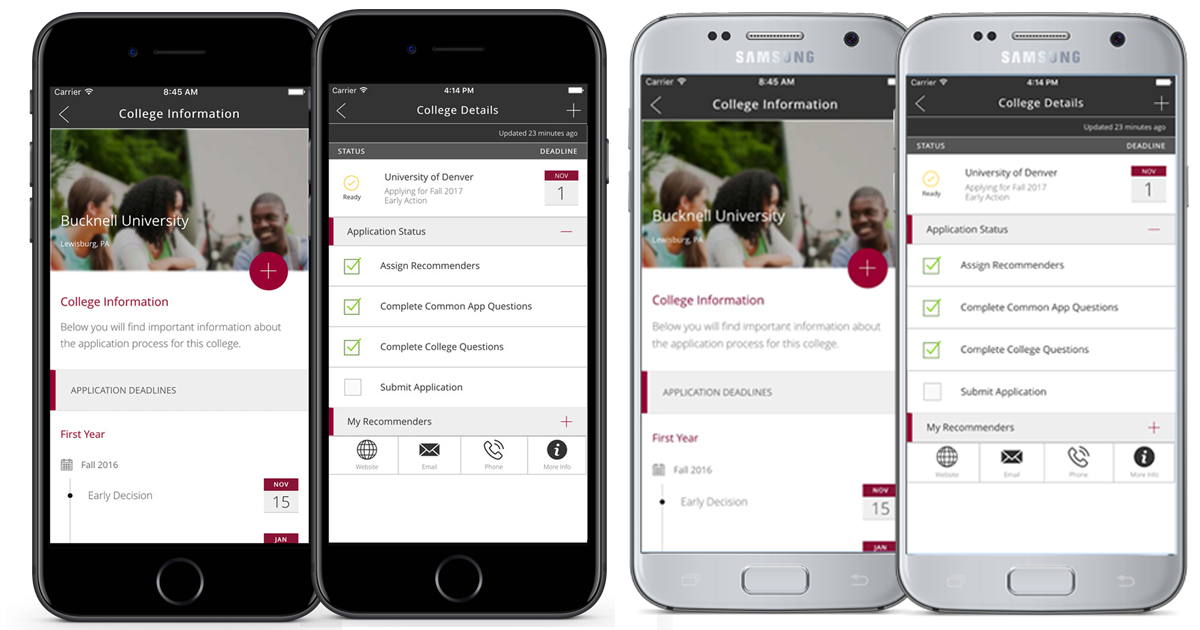 Carrier 8:45 AM
College Information
Bucknell University
Lewisburg, PA
College Information
Below you will find important information about
the application process for this college.
APPLICATION DEADLINES
First Year
Fall 2016
Early Decision
NOV
15
JAN
Carrier 4:14 PM
College Details
Updated 23 minutes ago
STATUS DEADLINE
University of Denver
Applying for Fall 2017
Early Action
Ready
NOV
1
Application Status
Assign Recommenders
Complete Common App Questions
Complete College Questions
Submit Application
My Recommenders
Website Email Phone More Info
SAMSUNG
Carrier 8:45 AM
College Information
Bucknell University
Lewisburg, PA
College Information
Below you will find important information about
the application process for this college.
APPLICATION DEADLINES
First Year
Fall 2016
Early Decision
NOV
15
JAN
SAMSUNG
Carrier 4:14 PM
College Details
Updated 23 minutes ago
STATUS DEADLINE
University of Denver
Applying for Fall 2017
Early Action
Ready
NOV
1
Application Status
Assign Recommenders
Complete Common App Questions
Complete College Questions
Submit Application
My Recommenders
Website Email Phone More Info